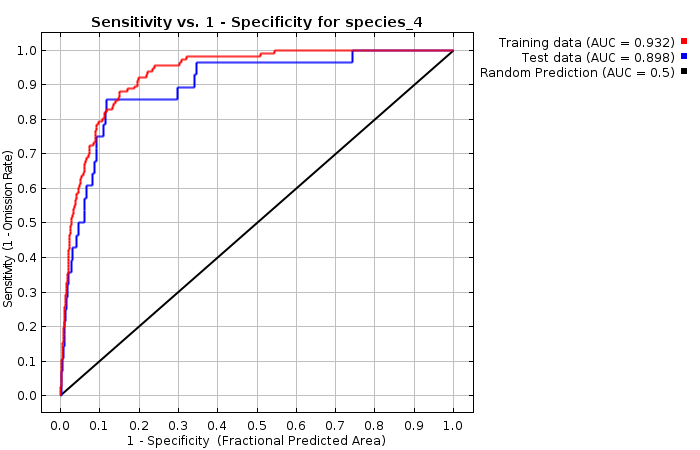 Sensitivity vs. 1 - Specificity for species_4
Training data (AUC = 0.932)
Test data (AUC = 0.898)
Random Prediction (AUC = 0.5)
Sensitivity (1 - Omission Rate)
1.0
0.9
0.8
0.7
0.6
0.5
0.4
0.3
0.2
0.1
0.0
0.0 0.1 0.2 0.3 0.4 0.5 0.6 0.7 0.8 0.9 1.0
1 - Specificity (Fractional Predicted Area)